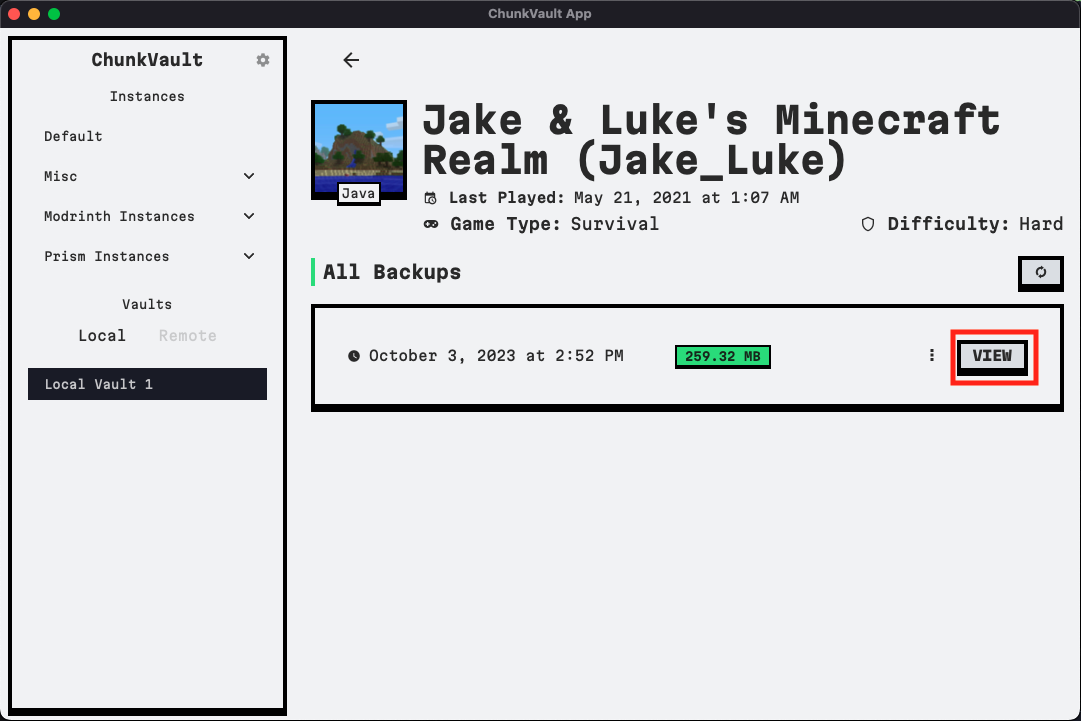 ChunkVault App
ChunkVault
Instances
Default
Misc
Modrinth Instances
Prism Instances
Vaults
Local Remote
Local Vault 1
Jake & Luke's Minecraft
Realm (Jake_Luke)
Java
Last Played: May 21, 2021 at 1:07 AM
Game Type: Survival
Difficulty: Hard
All Backups
October 3, 2023 at 2:52 PM
259.32 MB
VIEW